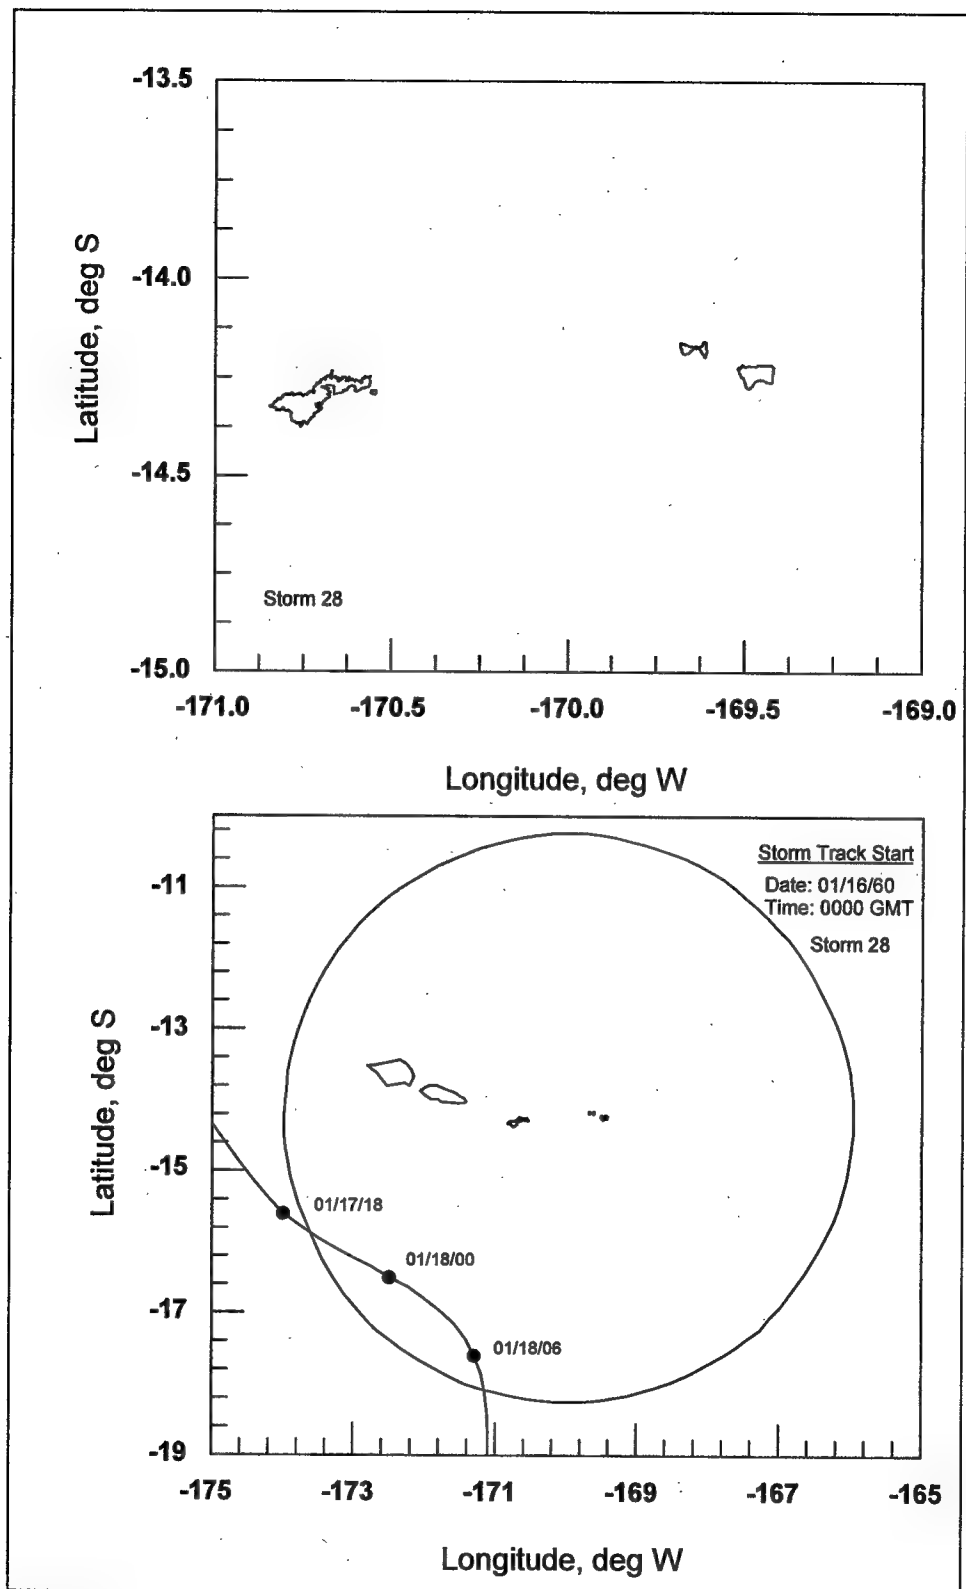 -13.5
-14.0
-14.5
-15.0
Latitude, deg S
Storm 28
-171.0 -170.5 -170.0 -169.5 -169.0
Longitude, deg W
Storm Track Start
Date: 01/16/60
Time: 0000 GMT
Storm 28
-11
-13
-15
-17
-19
Latitude, deg S
01/17/18
01/18/00
01/18/06
-175 -173 -171 -169 -167 -165
Longitude, deg W